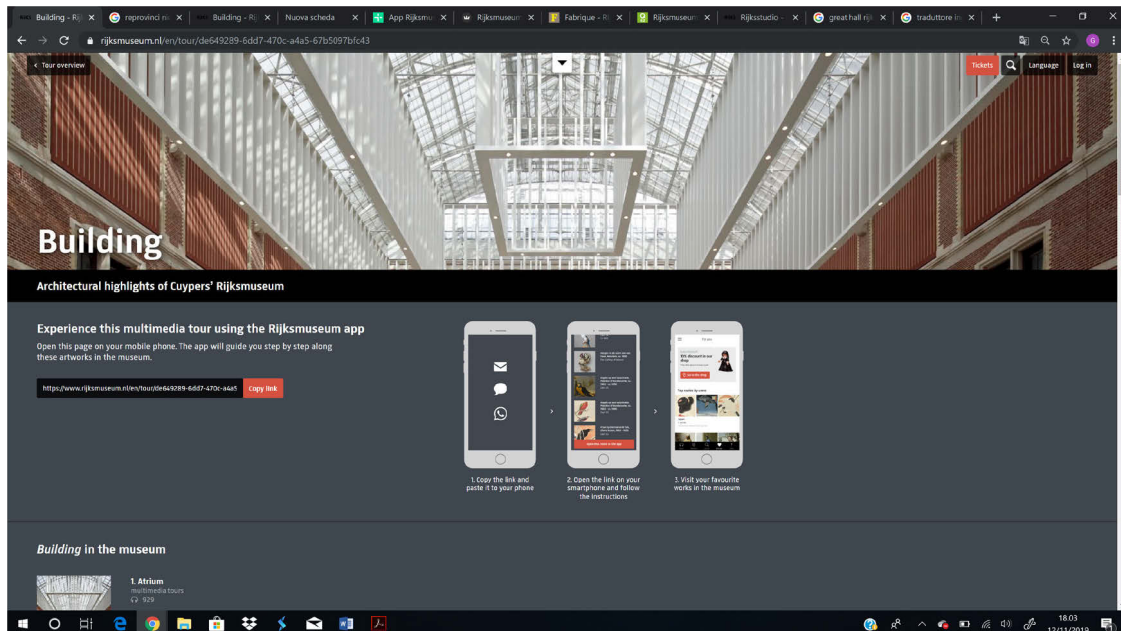 Building - Rij
reprovinci ri
Building - Rij
Nuova scheda
App Rijksmu
Rijksmuseum
Fabrique - R
Rijksmuseum
Rijksstudio -
great hall rij
traduttore in
rijksmuseum.nl/en/tour/de649289-6dd7-470c-a4a5-67b5097bfc43
Tour overview
Tickets
Language
Log in
Building
Architectural highlights of Cuypers' Rijksmuseum
Experience this multimedia tour using the Rijksmuseum app
Open this page on your mobile phone. The app will guide you step by step along
these artworks in the museum.
https://www.rijksmuseum.nl/en/tour/de649289-6dd7-470c-a4a5
Copy link
1. Copy the link and
paste it to your phone
2. Open the link on your
smartphone and follow
the instructions
3. Visit your favourite
works in the museum
Building in the museum
1. Atrium
multimedia tours
929
18.03
12/11/2019